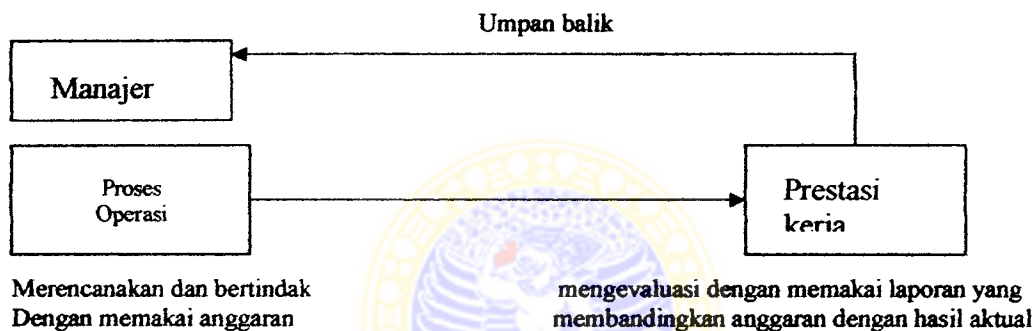 Umpan balik
Manajer
Proses
Operasi
Prestasi
kerja
Merencanakan dan bertindak
Dengan memakai anggaran
mengevaluasi dengan memakai laporan yang
membandingkan anggaran dengan hasil aktual